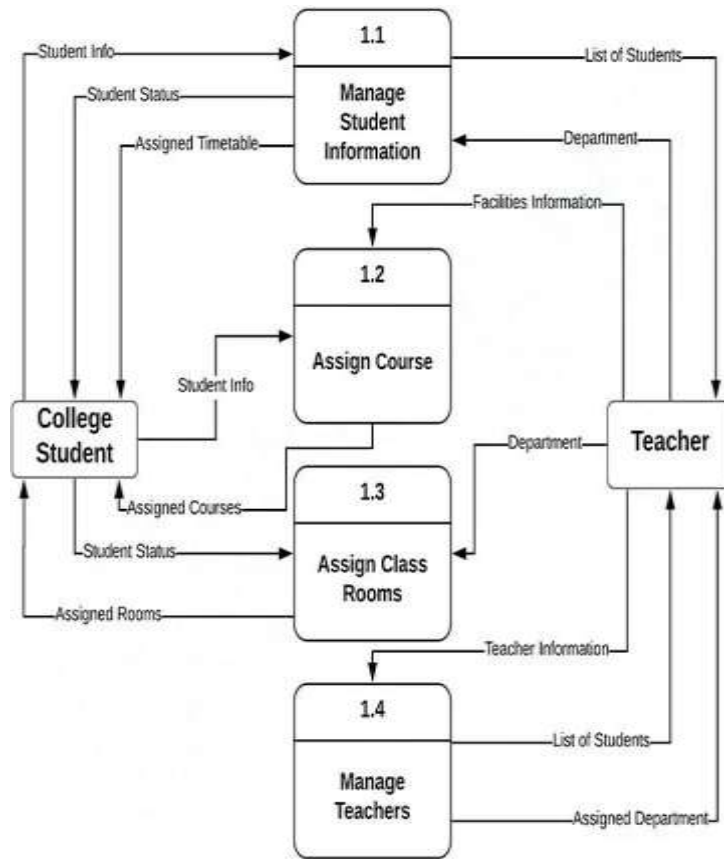 1.1
Student Info
List of Students
Student Status
Manage
Student
Information
Assigned Timetable
Department
Facilities Information
1.2
Assign Course
Student Info
College
Student
Teacher
Department
1.3
Assigned Courses
Student Status
Assign Class
Rooms
Assigned Rooms
Teacher Information
1.4
List of Students
Manage
Teachers
Assigned Department